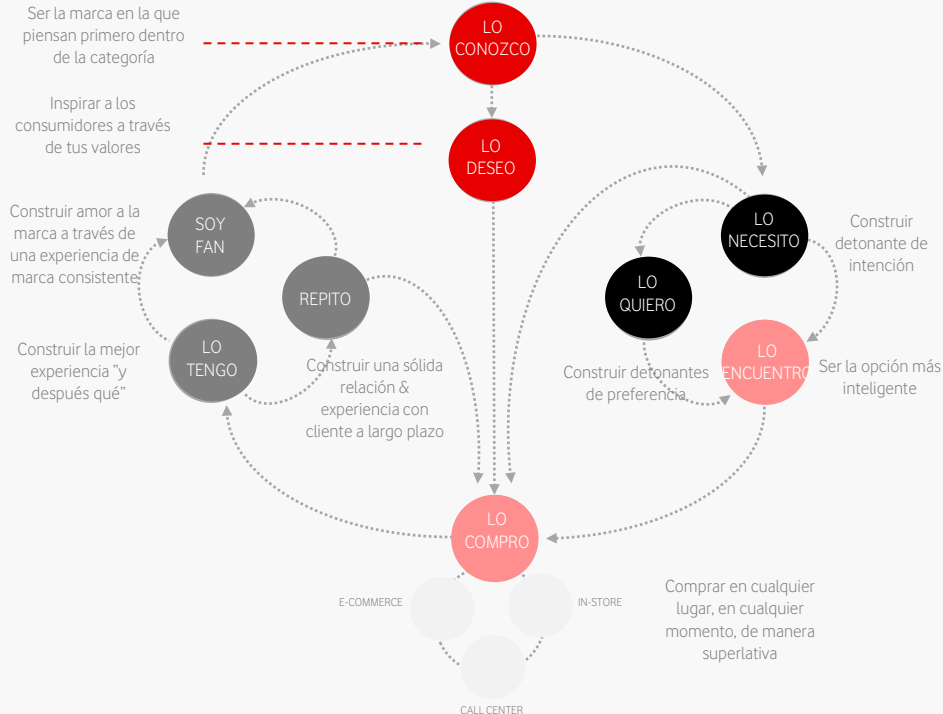 Ser la marca en la que
piensan primero dentro
de la categoría
LO
CONOZCO
Inspirar a los
consumidores a través
de tus valores
LO
DESEO
Construir amor a la
marca a través de
una experiencia de
marca consistente
SOY
FAN
REPITO
LO
TENGO
Construir la mejor
experiencia "y
después qué"
Construir una sólida
relación &
experiencia con
cliente a largo plazo
LO
NECESITO
Construir
detonante de
intención
LO
QUIERO
Construir detonantes
de preferencia
LO
ENCUENTRO
Ser la opción más
inteligente
LO
COMPRO
E-COMMERCE
IN-STORE
CALL CENTER
Comprar en cualquier
lugar, en cualquier
momento, de manera
superlativa